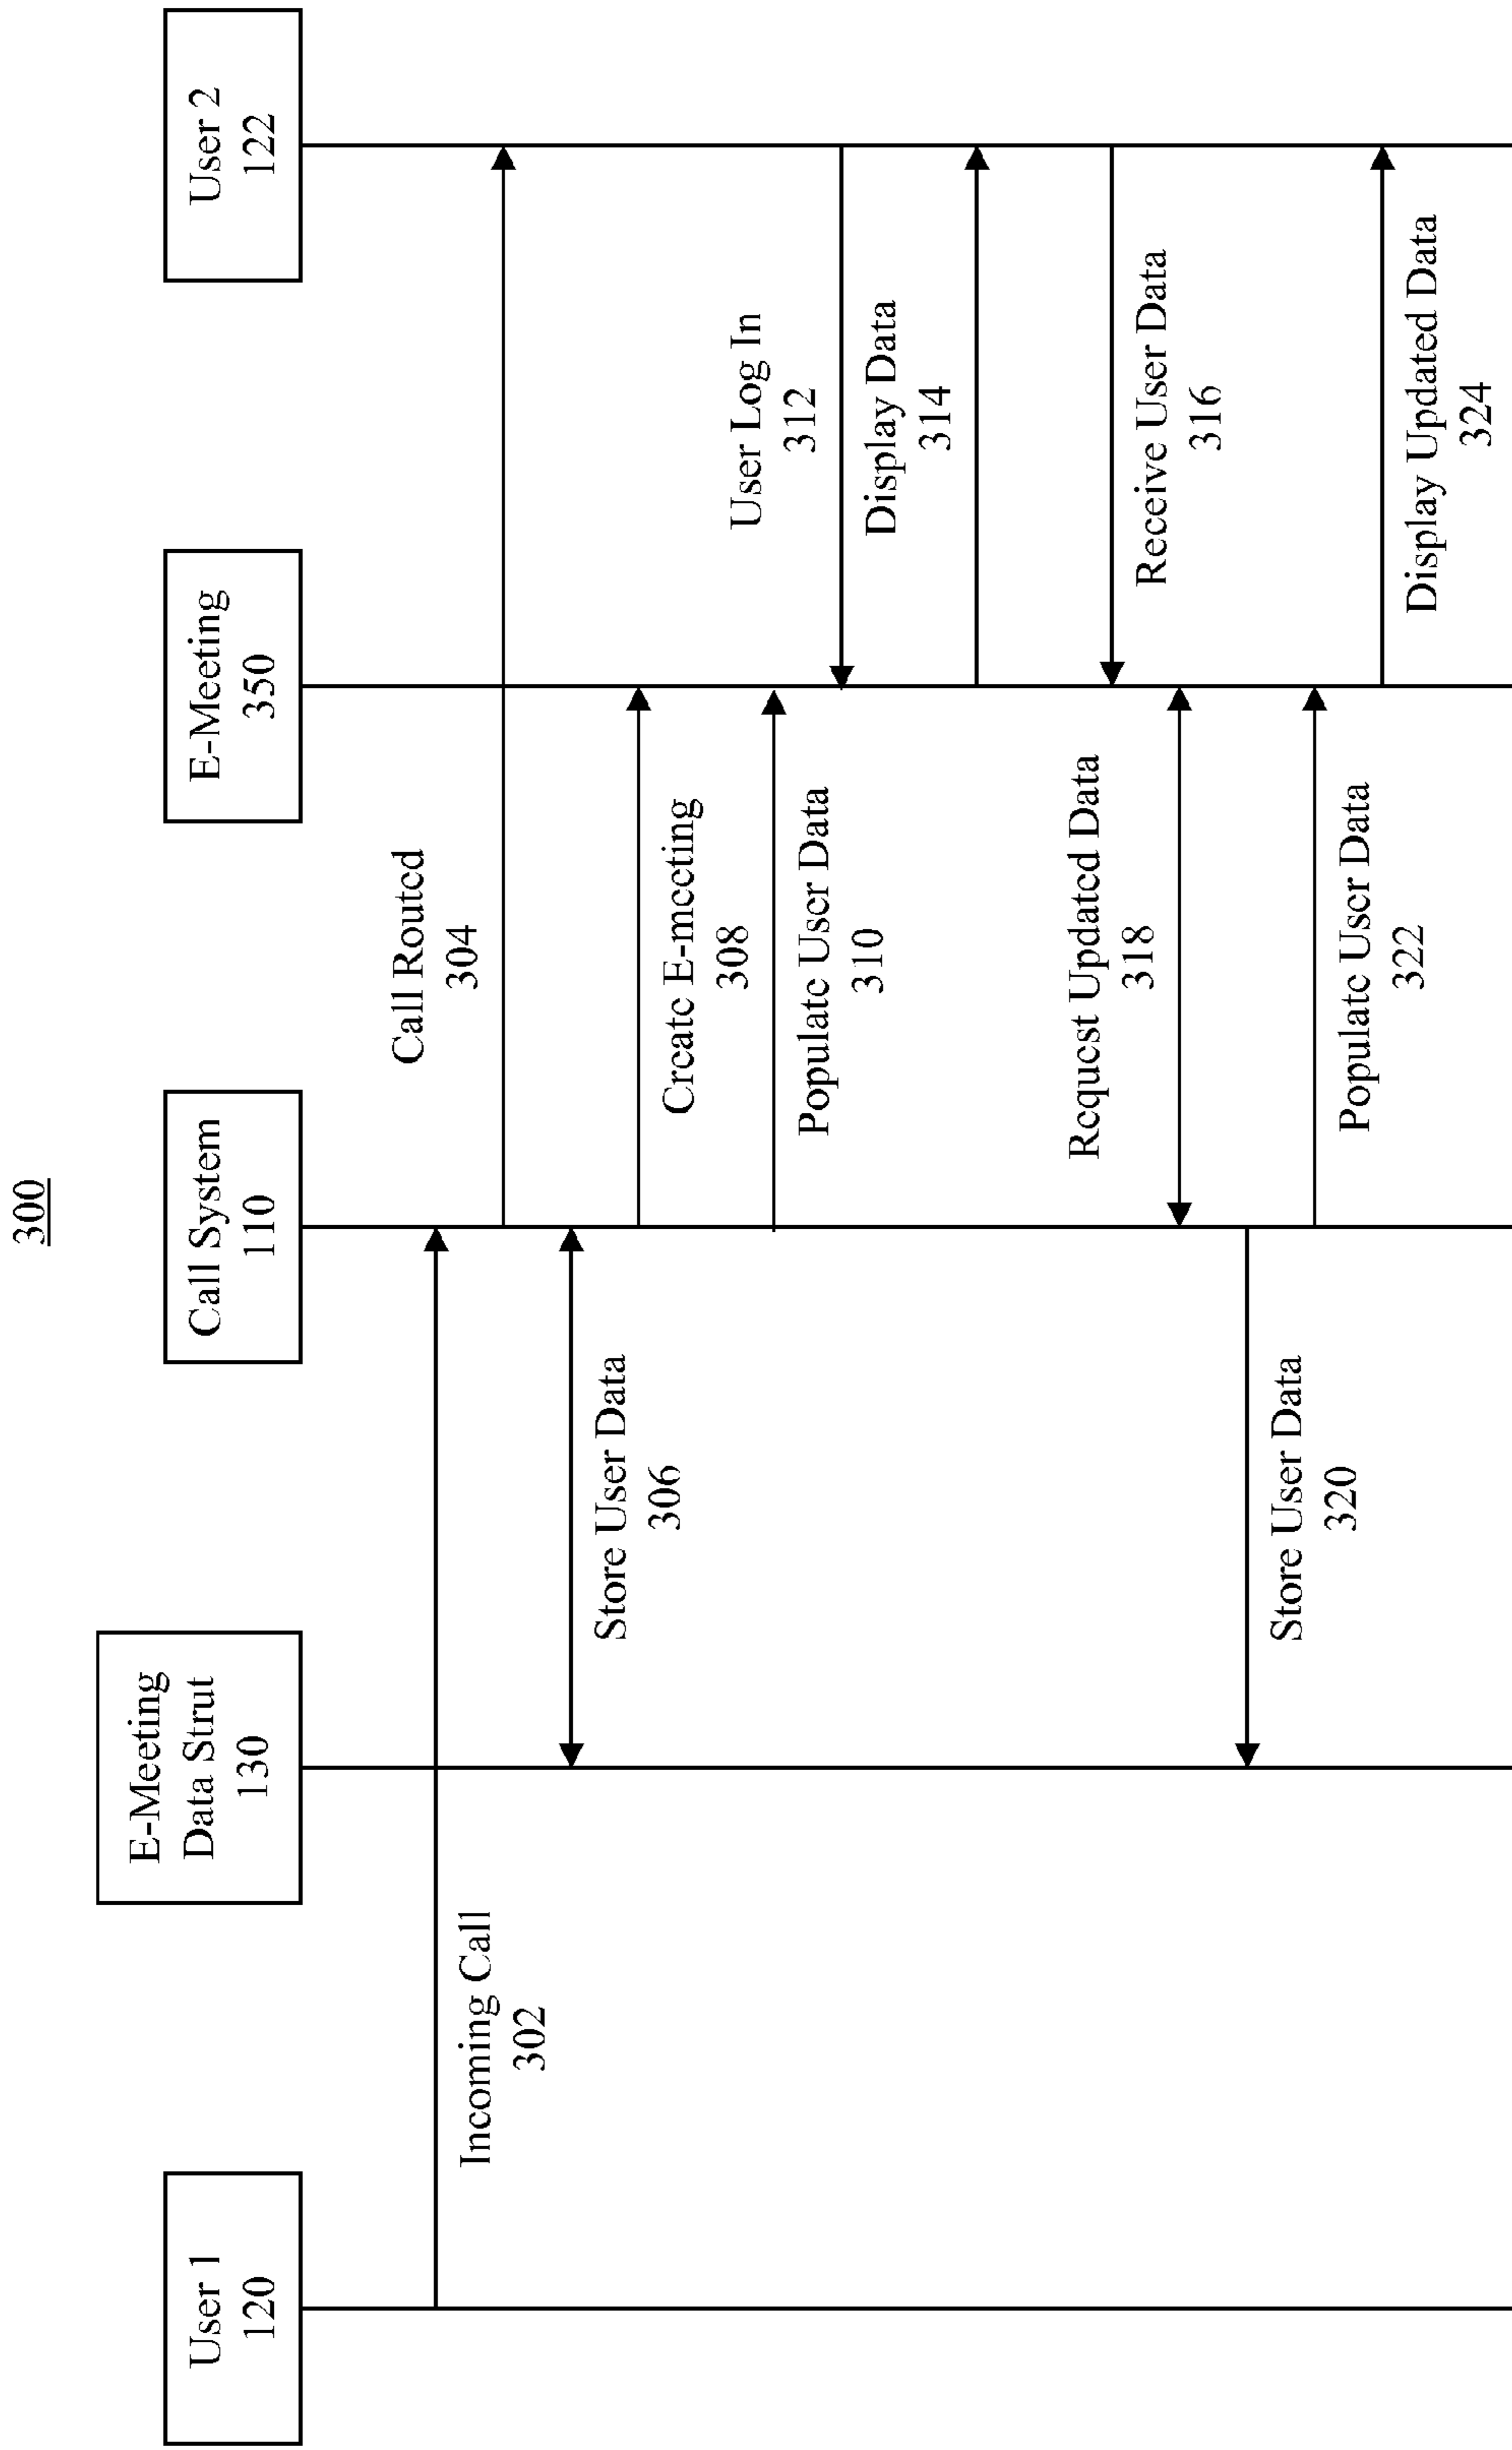 300
User 1
120
E-Meeting
Data Strut
130
Call System
110
E-Meeting
350
User 2
122
Incoming Call
302
Call Routed
304
Store User Data
306
Create E-meeting
308
Populate User Data
310
User Log In
312
Display Data
314
Receive User Data
316
Request Updated Data
318
Store User Data
320
Populate User Data
322
Display Updated Data
324